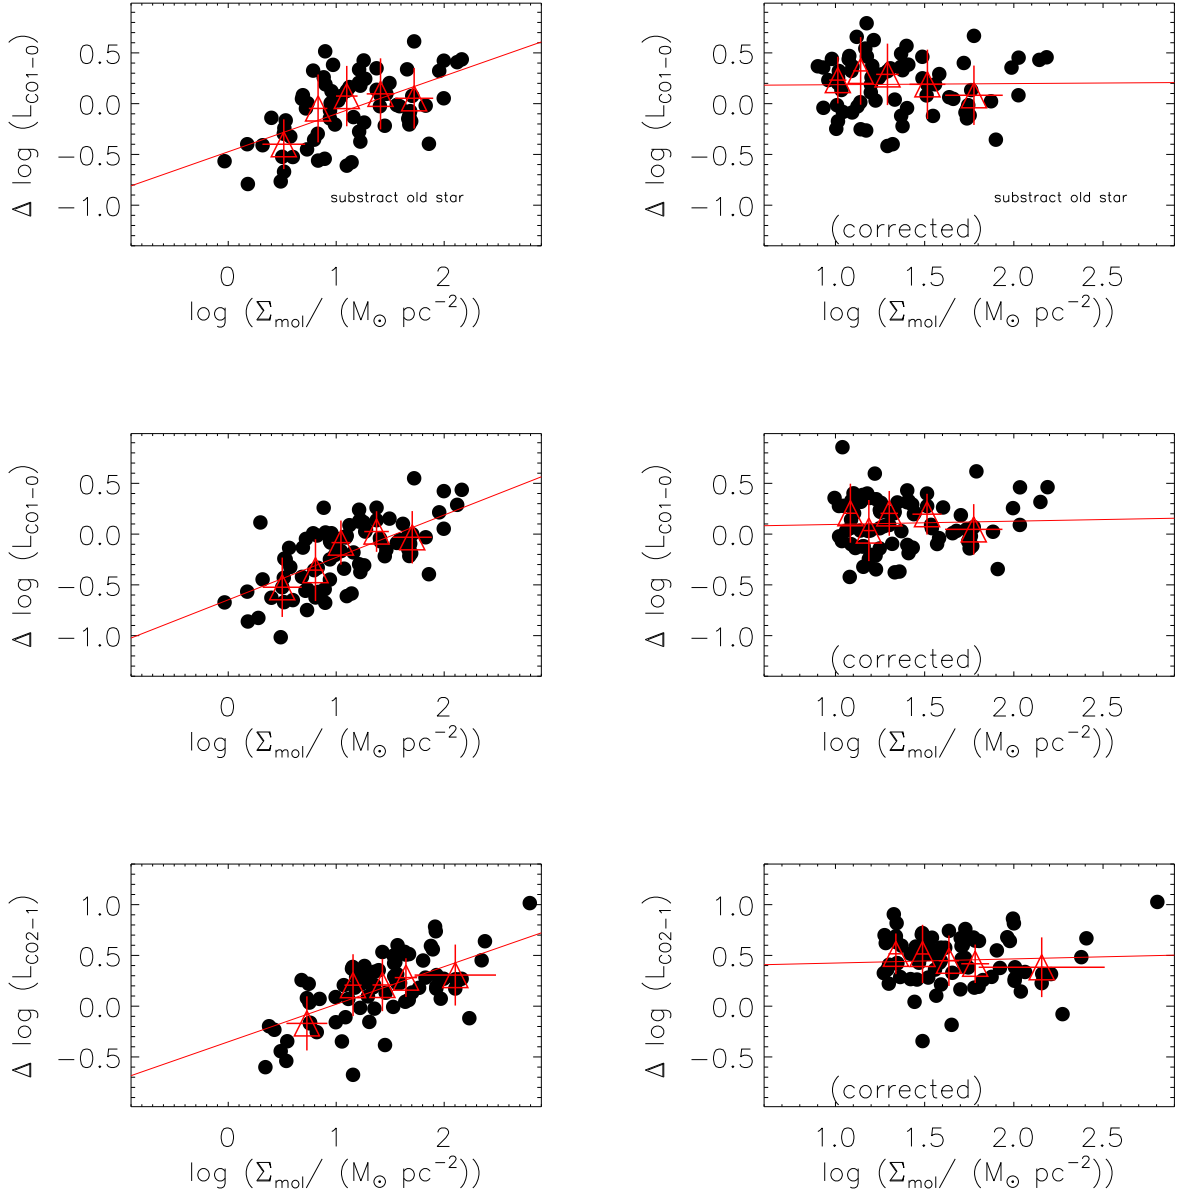 Δ log (L_CO1−0)
0.5
0.0
−0.5
−1.0
substract old star
0 1 2
log (Σ_mol/ (M_⊙ pc^−2))
Δ log (L_CO1−0)
0.5
0.0
−0.5
−1.0
substract old star
(corrected)
1.0 1.5 2.0 2.5
log (Σ_mol/ (M_⊙ pc^−2))
Δ log (L_CO1−0)
0.5
0.0
−0.5
−1.0
0 1 2
log (Σ_mol/ (M_⊙ pc^−2))
Δ log (L_CO1−0)
0.5
0.0
−0.5
−1.0
(corrected)
1.0 1.5 2.0 2.5
log (Σ_mol/ (M_⊙ pc^−2))
Δ log (L_CO2−1)
1.0
0.5
0.0
−0.5
0 1 2
log (Σ_mol/ (M_⊙ pc^−2))
Δ log (L_CO2−1)
1.0
0.5
0.0
−0.5
(corrected)
1.0 1.5 2.0 2.5
log (Σ_mol/ (M_⊙ pc^−2))